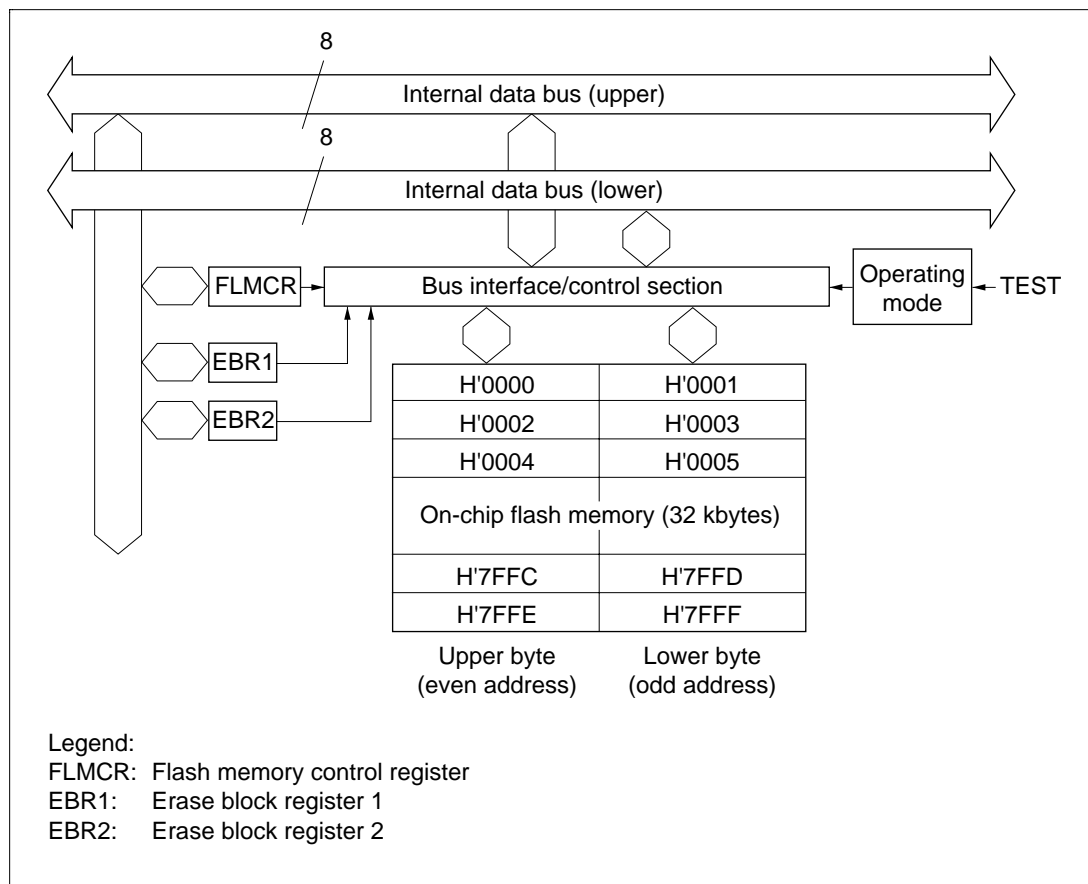 8
Internal data bus (upper)
8
Internal data bus (lower)
FLMCR
Bus interface/control section
Operating
mode
TEST
EBR1
EBR2
H'0000 H'0001
H'0002 H'0003
H'0004 H'0005
On-chip flash memory (32 kbytes)
H'7FFC H'7FFD
H'7FFE H'7FFF
Upper byte Lower byte
(even address) (odd address)
Legend:
FLMCR: Flash memory control register
EBR1: Erase block register 1
EBR2: Erase block register 2